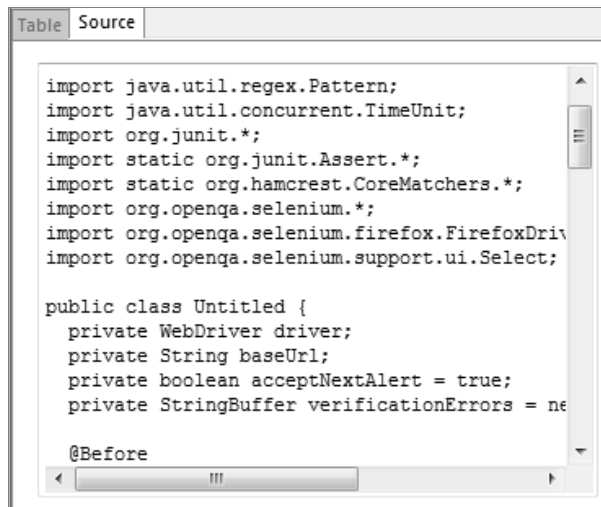 Table Source
import java.util.regex.Pattern;
import java.util.concurrent.TimeUnit;
import org.junit.*;
import static org.junit.Assert.*;
import static org.hamcrest.CoreMatchers.*;
import org.openqa.selenium.*;
import org.openqa.selenium.firefox.FirefoxDriv
import org.openqa.selenium.support.ui.Select;
public class Untitled {
  private WebDriver driver;
  private String baseUrl;
  private boolean acceptNextAlert = true;
  private StringBuffer verificationErrors = ne
  @Before